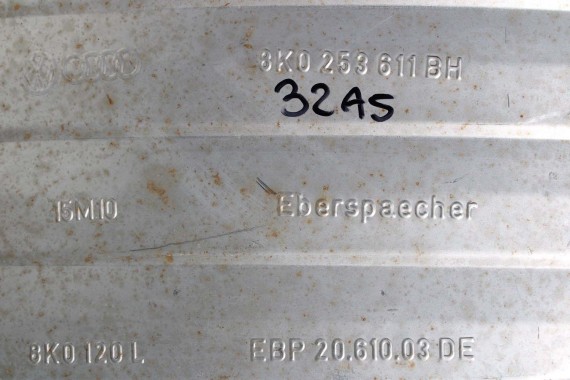 8K0 253 611 BH
32A5
15M10 Eberspaecher
8K0 120 L EBP 20.610.03 DE